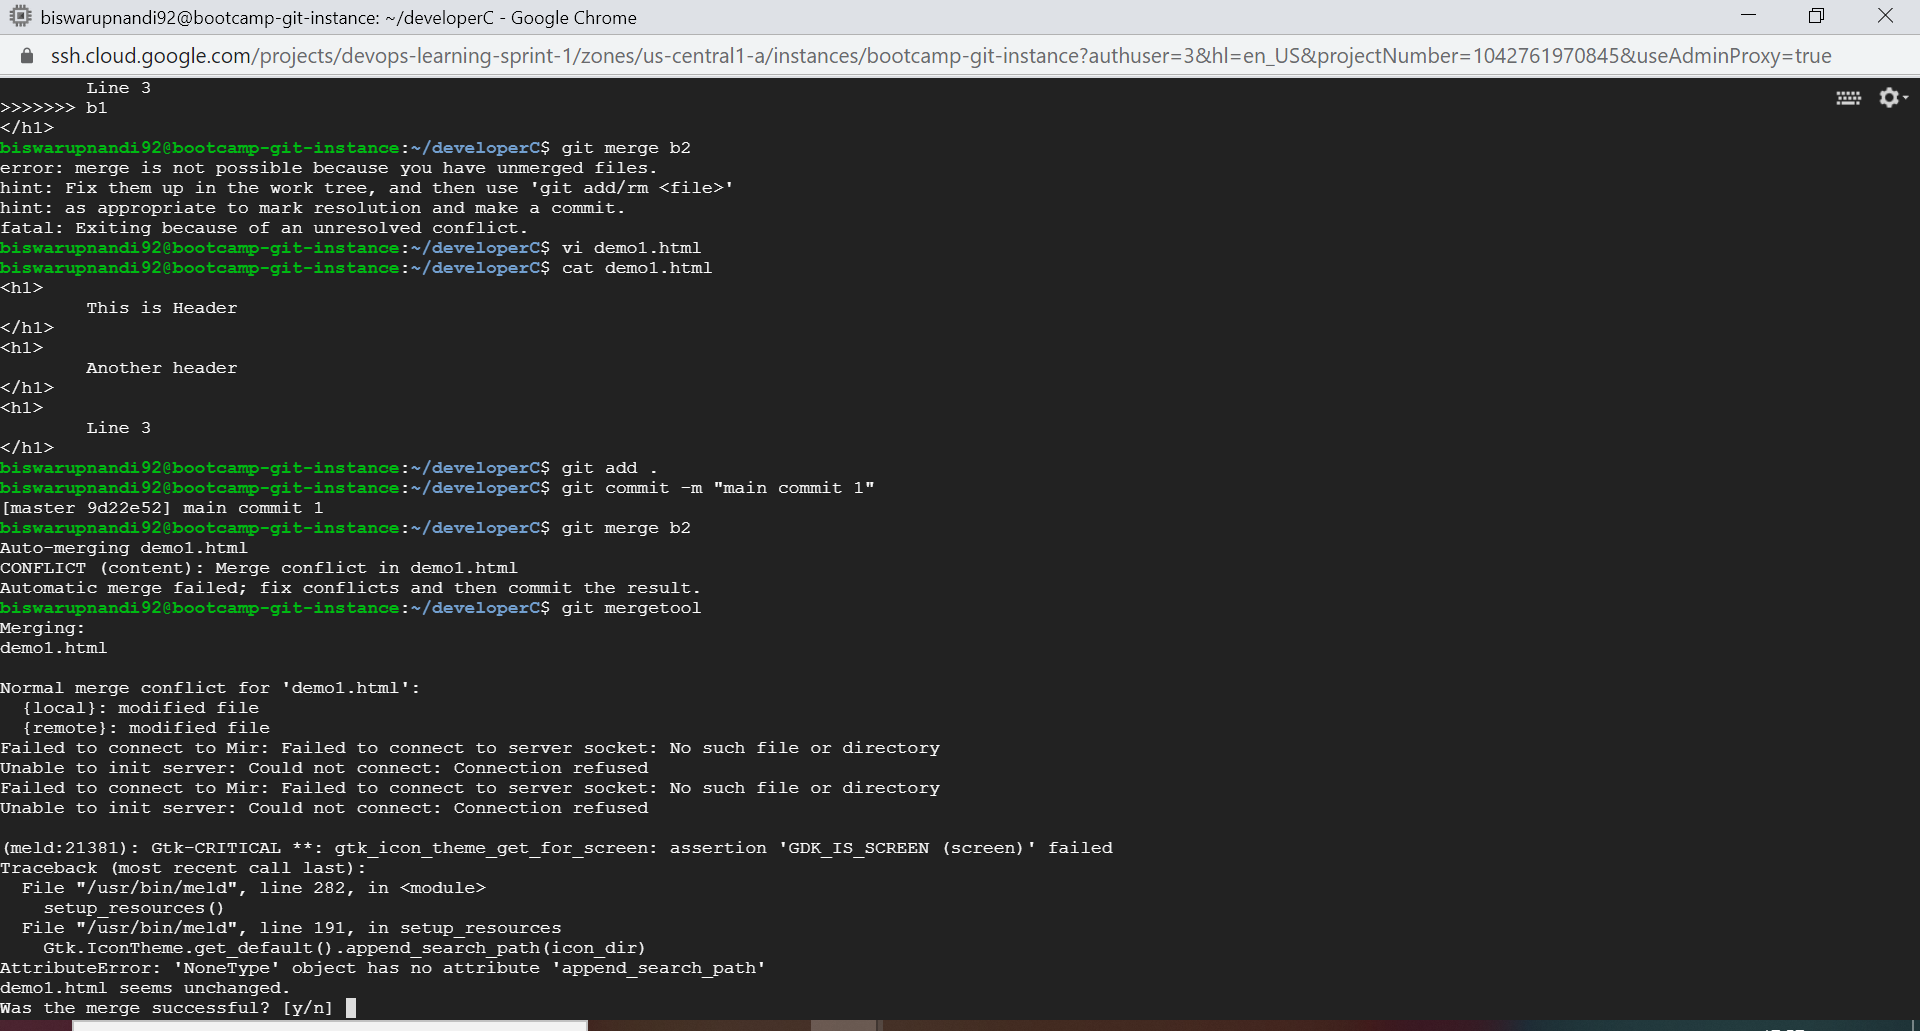 biswarupnandi92@bootcamp-git-instance: ~/developerC - Google Chrome
ssh.cloud.google.com/projects/devops-learning-sprint-1/zones/us-central1-a/instances/bootcamp-git-instance?authuser=3&hl=en_US&projectNumber=1042761970845&useAdminProxy=true
        Line 3
>>>>>>> b1
</h1>
biswarupnandi92@bootcamp-git-instance:~/developerC$ git merge b2
error: merge is not possible because you have unmerged files.
hint: Fix them up in the work tree, and then use 'git add/rm <file>'
hint: as appropriate to mark resolution and make a commit.
fatal: Exiting because of an unresolved conflict.
biswarupnandi92@bootcamp-git-instance:~/developerC$ vi demo1.html
biswarupnandi92@bootcamp-git-instance:~/developerC$ cat demo1.html
<h1>
        This is Header
</h1>
<h1>
        Another header
</h1>
<h1>
        Line 3
</h1>
biswarupnandi92@bootcamp-git-instance:~/developerC$ git add .
biswarupnandi92@bootcamp-git-instance:~/developerC$ git commit -m "main commit 1"
[master 9d22e52] main commit 1
biswarupnandi92@bootcamp-git-instance:~/developerC$ git merge b2
Auto-merging demo1.html
CONFLICT (content): Merge conflict in demo1.html
Automatic merge failed; fix conflicts and then commit the result.
biswarupnandi92@bootcamp-git-instance:~/developerC$ git mergetool
Merging:
demo1.html

Normal merge conflict for 'demo1.html':
  {local}: modified file
  {remote}: modified file
Failed to connect to Mir: Failed to connect to server socket: No such file or directory
Unable to init server: Could not connect: Connection refused
Failed to connect to Mir: Failed to connect to server socket: No such file or directory
Unable to init server: Could not connect: Connection refused

(meld:21381): Gtk-CRITICAL **: gtk_icon_theme_get_for_screen: assertion 'GDK_IS_SCREEN (screen)' failed
Traceback (most recent call last):
  File "/usr/bin/meld", line 282, in <module>
    setup_resources()
  File "/usr/bin/meld", line 191, in setup_resources
    Gtk.IconTheme.get_default().append_search_path(icon_dir)
AttributeError: 'NoneType' object has no attribute 'append_search_path'
demo1.html seems unchanged.
Was the merge successful? [y/n]